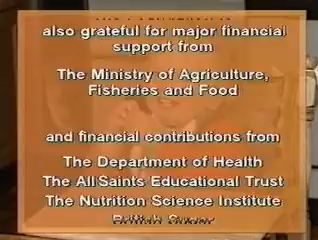 also grateful for major financial
support from
The Ministry of Agriculture,
Fisheries and Food
and financial contributions from
The Department of Health
The All Saints Educational Trust
The Nutrition Science Institute